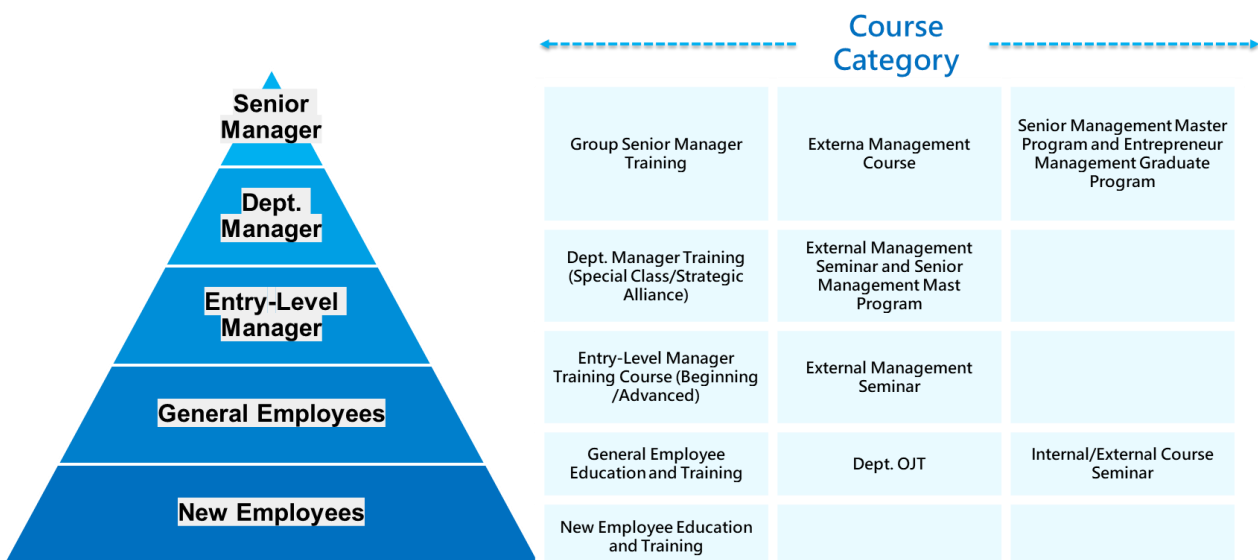 Course
Category
Senior
Manager
Group Senior Manager
Training
Externa Management
Course
Senior Management Master
Program and Entrepreneur
Management Graduate
Program
Dept.
Manager
Dept. Manager Training
(Special Class/Strategic
Alliance)
External Management
Seminar and Senior
Management Mast
Program
Entry-Level
Manager
Entry-Level Manager
Training Course (Beginning
/Advanced)
External Management
Seminar
General Employees
General Employee
Education and Training
Dept. OJT
Internal/External Course
Seminar
New Employees
New Employee Education
and Training